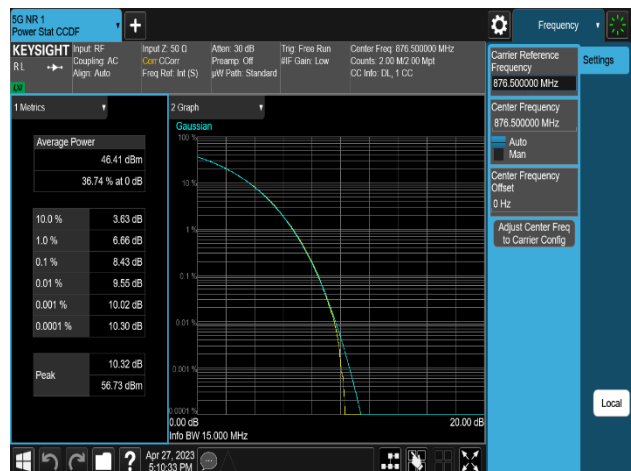 5G NR 1
Power Stat CCDF
Frequency
KEYSIGHT
RL
LW
Input: RF
Coupling: AC
Align: Auto
Input Z: 50 Ω
Corr CCorr
Freq Ref: Int (S)
Atten: 30 dB
Preamp: Off
µW Path: Standard
Trig: Free Run
#IF Gain: Low
Center Freq: 876.500000 MHz
Counts: 2.00 M/2.00 Mpt
CC Info: DL, 1 CC
1 Metrics
Average Power
46.41 dBm
36.74 % at 0 dB
10.0 % 3.63 dB
1.0 % 6.66 dB
0.1 % 8.43 dB
0.01 % 9.55 dB
0.001 % 10.02 dB
0.0001 % 10.30 dB
Peak
10.32 dB
56.73 dBm
2 Graph
Gaussian
100 %
10 %
1 %
0.1 %
0.01 %
0.001 %
0.0001 %
0.00 dB 20.00 dB
Info BW 15.000 MHz
Carrier Reference
Frequency
876.500000 MHz
Center Frequency
876.500000 MHz
Auto
Man
Center Frequency
Offset
0 Hz
Adjust Center Freq
to Carrier Config
Settings
Local
?
Apr 27, 2023
5:10:33 PM